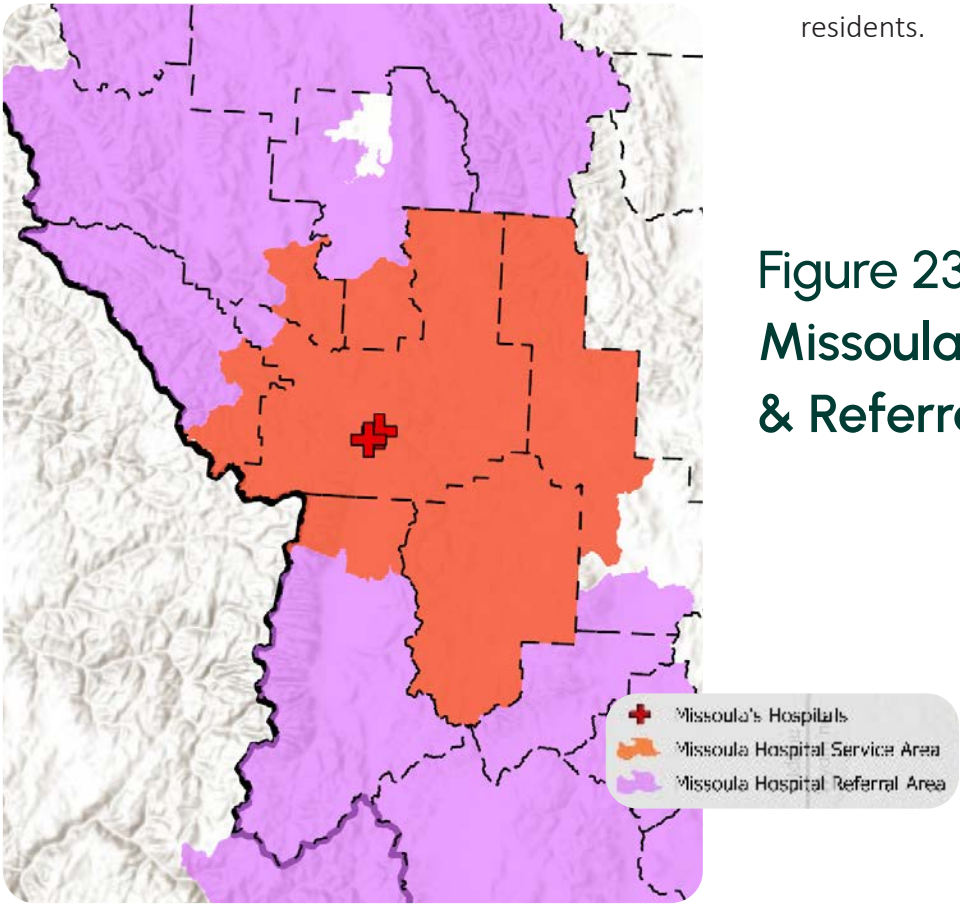 residents.
Figure 23
Missoula
& Referr
Missoula's Hospitals
Missoula Hospital Service Area
Missoula Hospital Referral Area